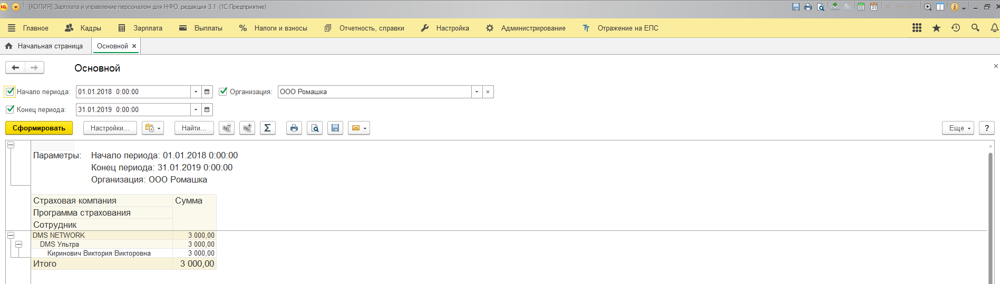 [КОПИЯ] Зарплата и управление персоналом для НФО, редакция 3.1 (1С:Предприятие)
Главное Кадры Зарплата Выплаты Налоги и взносы Отчетность, справки Настройка Администрирование Отражение на ЕПС
Начальная страница Основной
Основной
Начало периода: 01.01.2018 0:00:00 Организация: ООО Ромашка
Конец периода: 31.01.2019 0:00:00
Сформировать Настройки... Найти... Еще ?
Параметры: Начало периода: 01.01.2018 0:00:00
Конец периода: 31.01.2019 0:00:00
Организация: ООО Ромашка
Страховая компания Сумма
Программа страхования
Сотрудник
DMS NETWORK 3 000,00
DMS Ультра 3 000,00
Киринович Виктория Викторовна 3 000,00
Итого 3 000,00